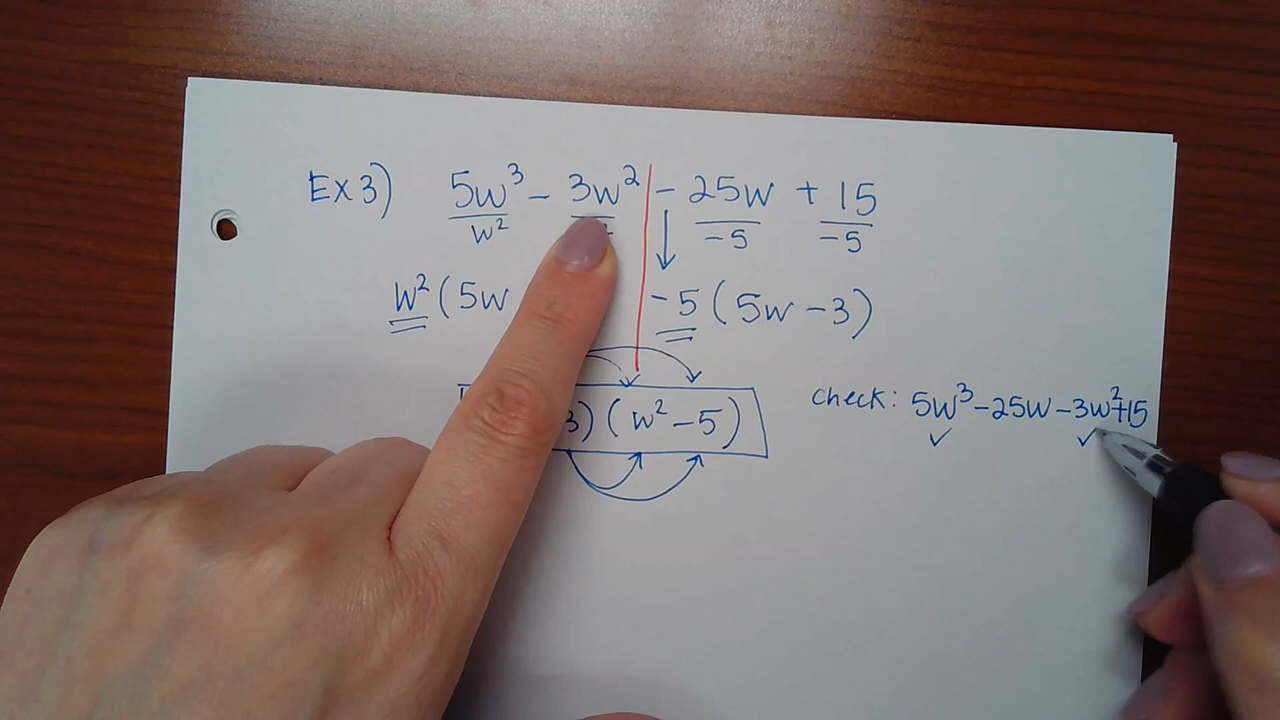 Ex 3) 5w³ - 3w² - 25w + 15
w² -5 -5
w² (5w -5 (5w - 3)
3) (w² - 5)
check: 5w³ - 25w - 3w² + 15